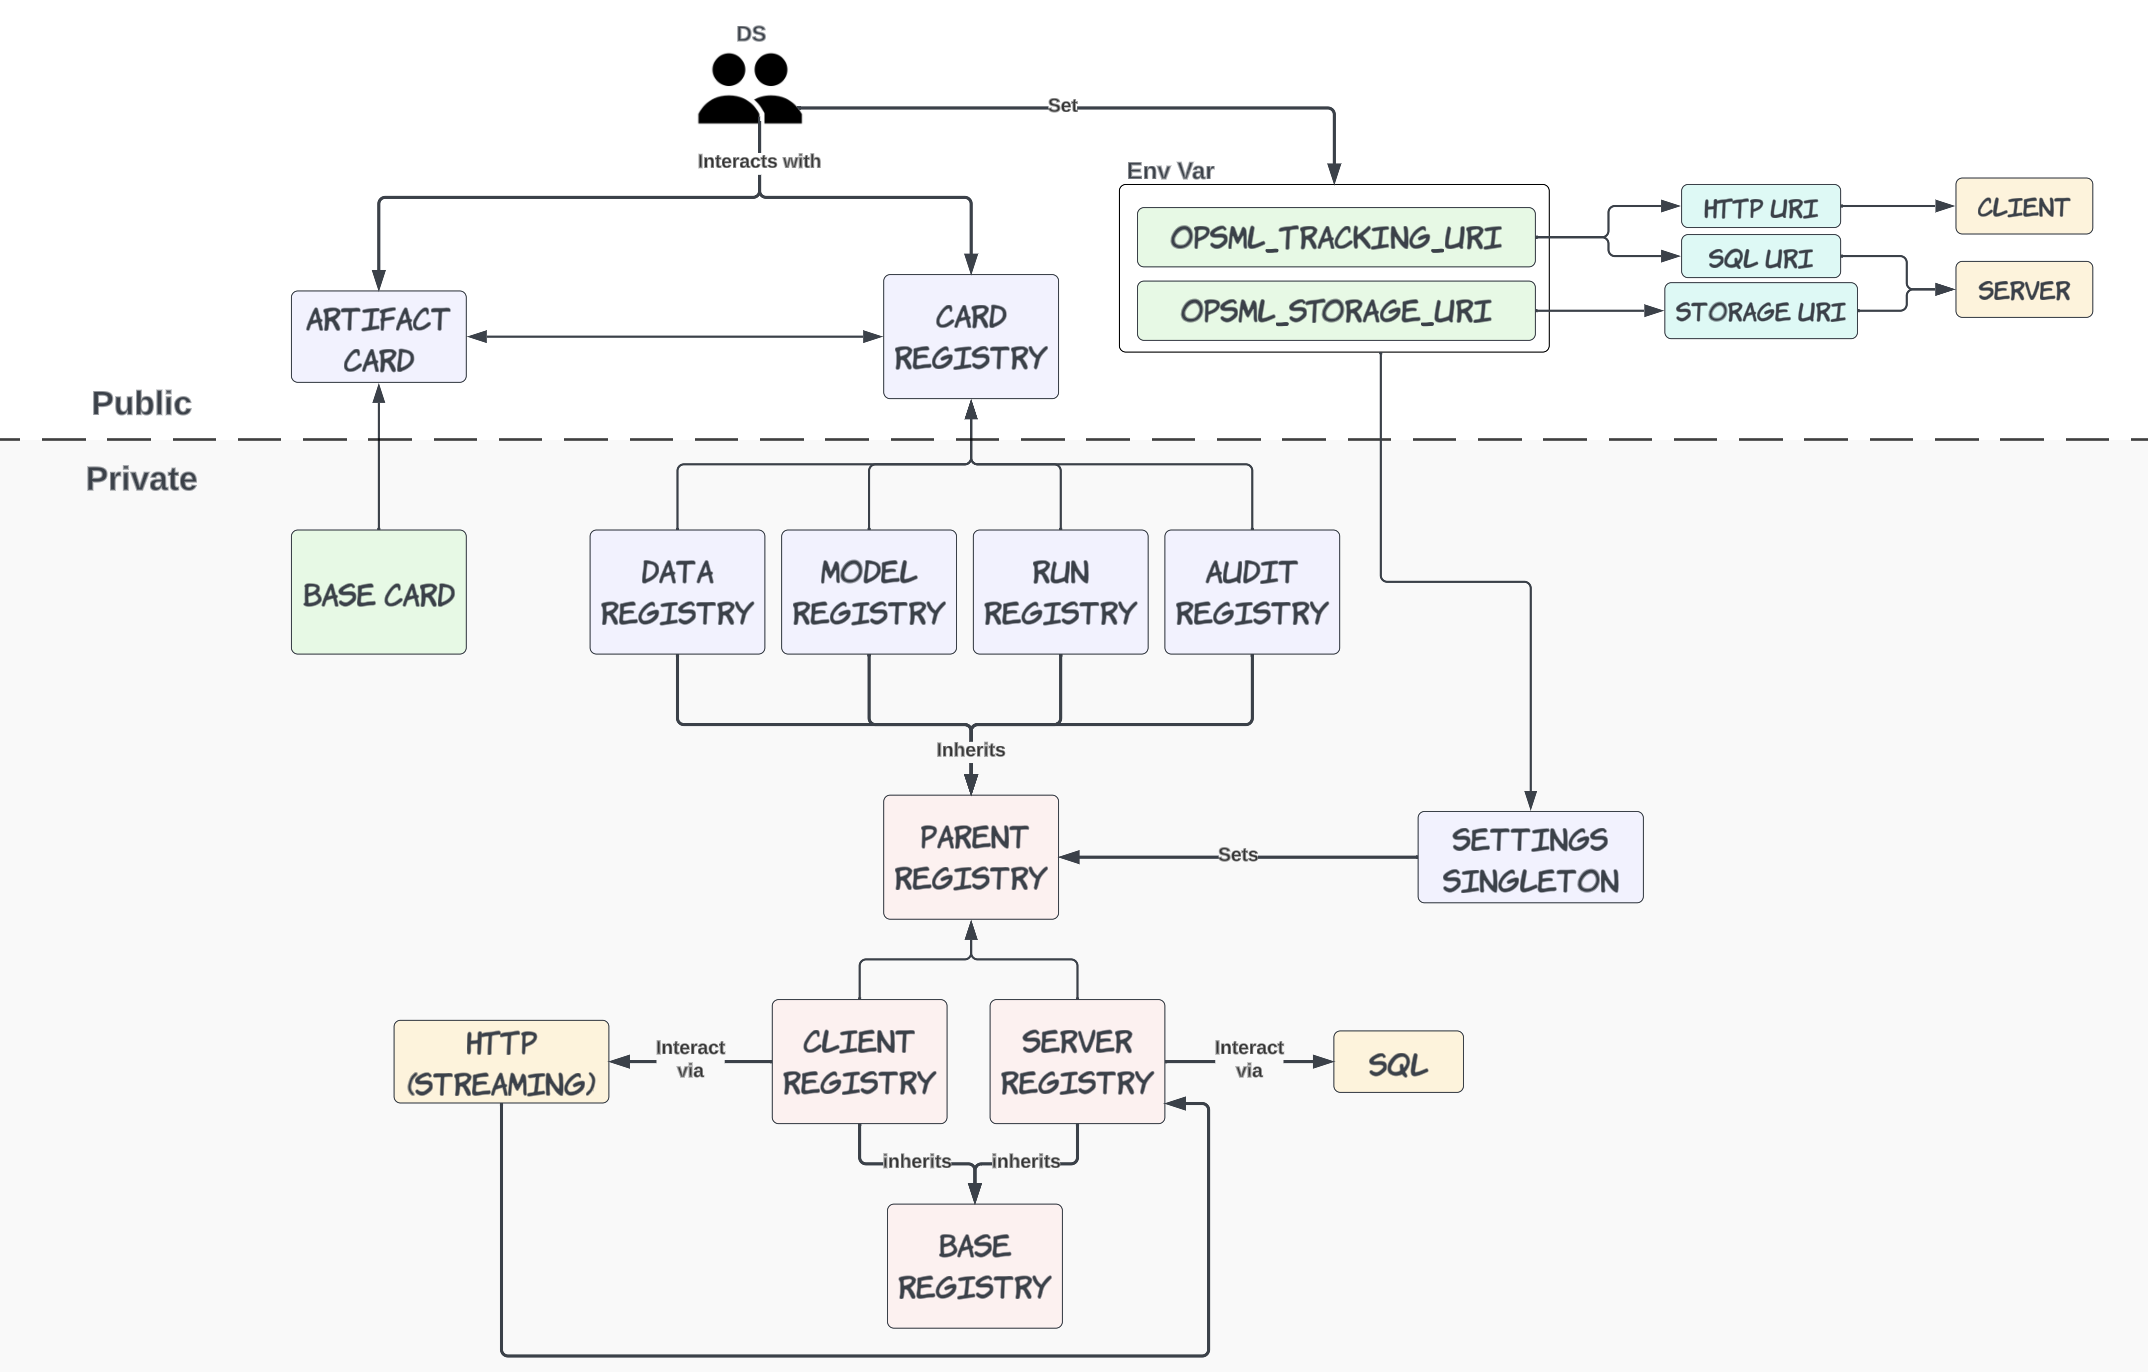 DS
Set
Interacts with
Env Var
OPSML_TRACKING_URI
OPSML_STORAGE_URI
HTTP URI
SQL URI
STORAGE URI
CLIENT
SERVER
ARTIFACT
CARD
CARD
REGISTRY
Public
Private
BASE CARD
DATA
REGISTRY
MODEL
REGISTRY
RUN
REGISTRY
AUDIT
REGISTRY
Inherits
PARENT
REGISTRY
Sets
SETTINGS
SINGLETON
HTTP
(STREAMING)
Interact
via
CLIENT
REGISTRY
SERVER
REGISTRY
Interact
via
SQL
inherits
inherits
BASE
REGISTRY